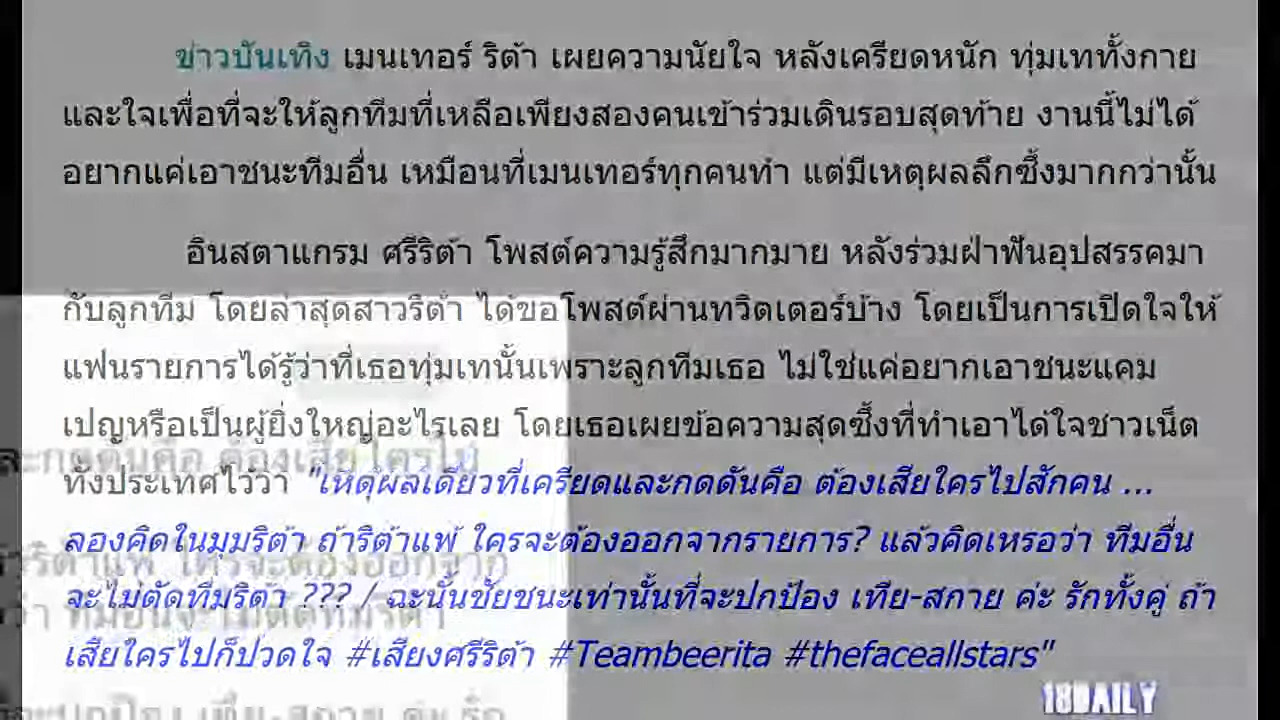 ข่าวบันเทิง เมนเทอร์ ริต้า เผยความนัยใจ หลังเครียดหนัก ทุ่มเททั้งกาย
และใจเพื่อที่จะให้ลูกทีมที่เหลือเพียงสองคนเข้าร่วมเดินรอบสุดท้าย งานนี้ไม่ได้
อยากแค่เอาชนะทีมอื่น เหมือนที่เมนเทอร์ทุกคนทำ แต่มีเหตุผลลึกซึ้งมากกว่านั้น
อินสตาแกรม ศรีริต้า โพสต์ความรู้สึกมากมาย หลังร่วมฝ่าฟันอุปสรรคมา
กับลูกทีม โดยล่าสุดสาวริต้า ได้ขอโพสต์ผ่านทวิตเตอร์บ้าง โดยเป็นการเปิดใจให้
แฟนรายการได้รู้ว่าที่เธอทุ่มเทนั้นเพราะลูกทีมเธอ ไม่ใช่แค่อยากเอาชนะแคม
เปญหรือเป็นผู้ยิ่งใหญ่อะไรเลย โดยเธอเผยข้อความสุดซึ้งที่ทำเอาได้ใจชาวเน็ต
ทั้งประเทศไว้ว่า "เหตุผลเดียวที่เครียดและกดดันคือ ต้องเสียใครไปสักคน ...
ลองคิดในมุมริต้า ถ้าริต้าแพ้ ใครจะต้องออกจากรายการ? แล้วคิดเหรอว่า ทีมอื่น
จะไม่ตัดทีมริต้า ??? / ฉะนั้นชัยชนะเท่านั้นที่จะปกป้อง เทีย-สกาย ค่ะ รักทั้งคู่ ถ้า
เสียใครไปก็ปวดใจ #เสียงศรีริต้า #Teambeerita #thefaceallstars"
18DAILY